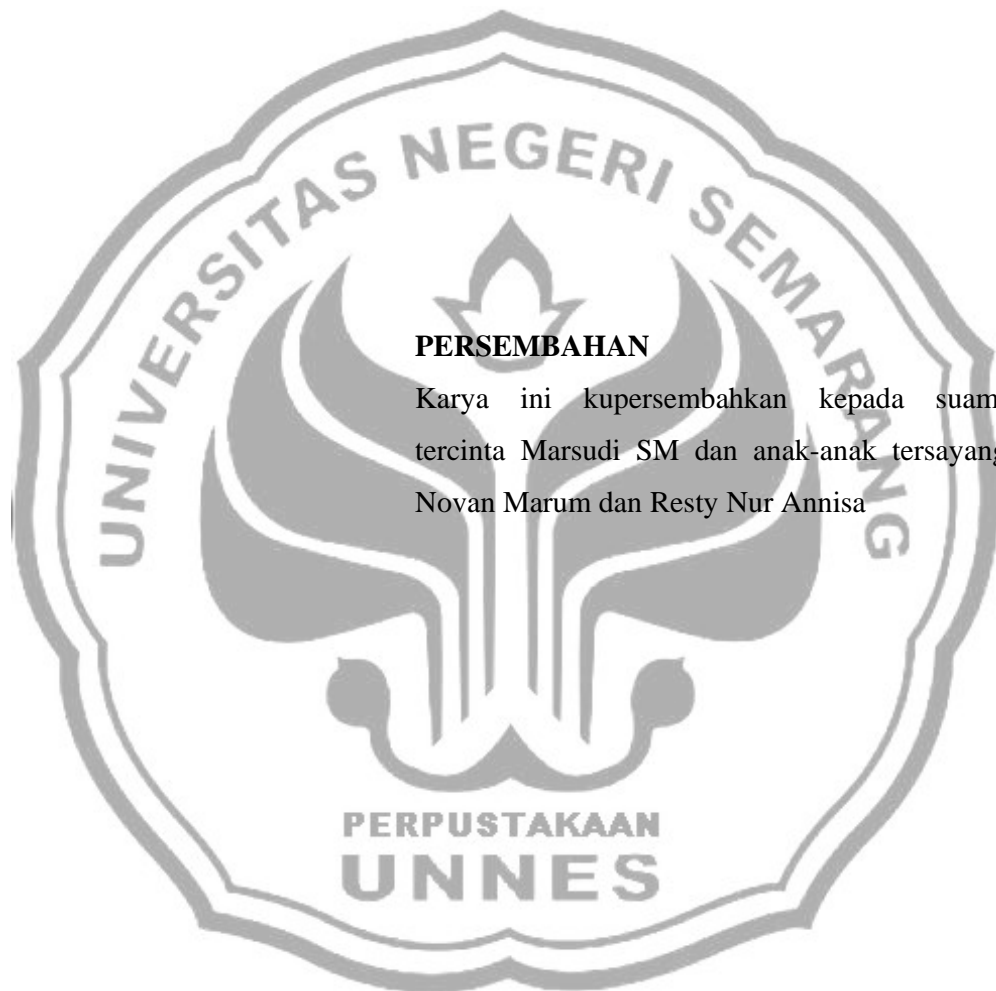 UNIVERSITAS NEGERI SEMARANG
PERSEMBAHAN
Karya ini kupersembahkan kepada suam
tercinta Marsudi SM dan anak-anak tersayang
Novan Marum dan Resty Nur Annisa
PERPUSTAKAAN
UNNES